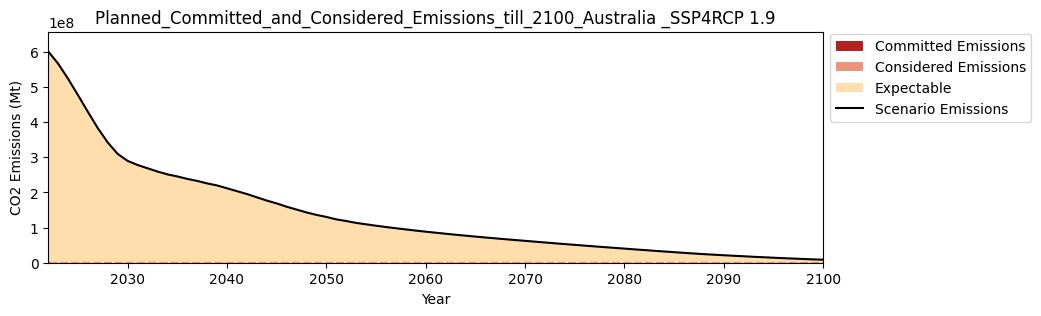 Planned_Committed_and_Considered_Emissions_till_2100_Australia _SSP4RCP 1.9
1e8
CO2 Emissions (Mt)
6
5
4
3
2
1
0
2030 2040 2050 2060 2070 2080 2090 2100
Year
Committed Emissions
Considered Emissions
Expectable
Scenario Emissions